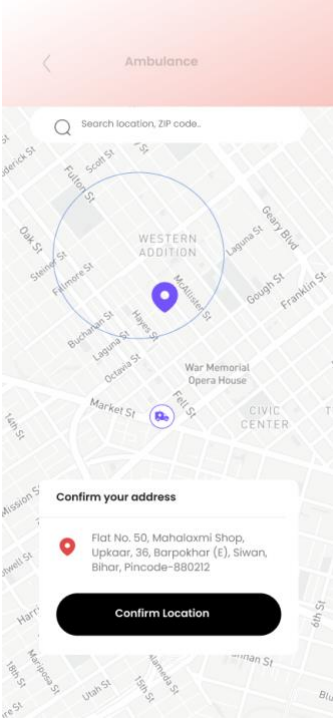 Ambulance
Search location, ZIP code..
Scott St
Fulton St
Oak St
Steiner St
Fillmore St
WESTERN
ADDITION
Laguna St
Geary Blvd
Gough St
Franklin St
McAllister St
Hayes St
Buchanan St
Laguna St
Octavia St
War Memorial
Opera House
Market St
Fell St
CIVIC
CENTER
14th St
Mission S
Confirm your address
Flat No. 50, Mahalaxmi Shop,
Upkaar, 36, Barpokhar (E), Siwan,
Bihar, Pincode-880212
Confirm Location
6th St
18th St
Mariposa St
Utah St
15th St